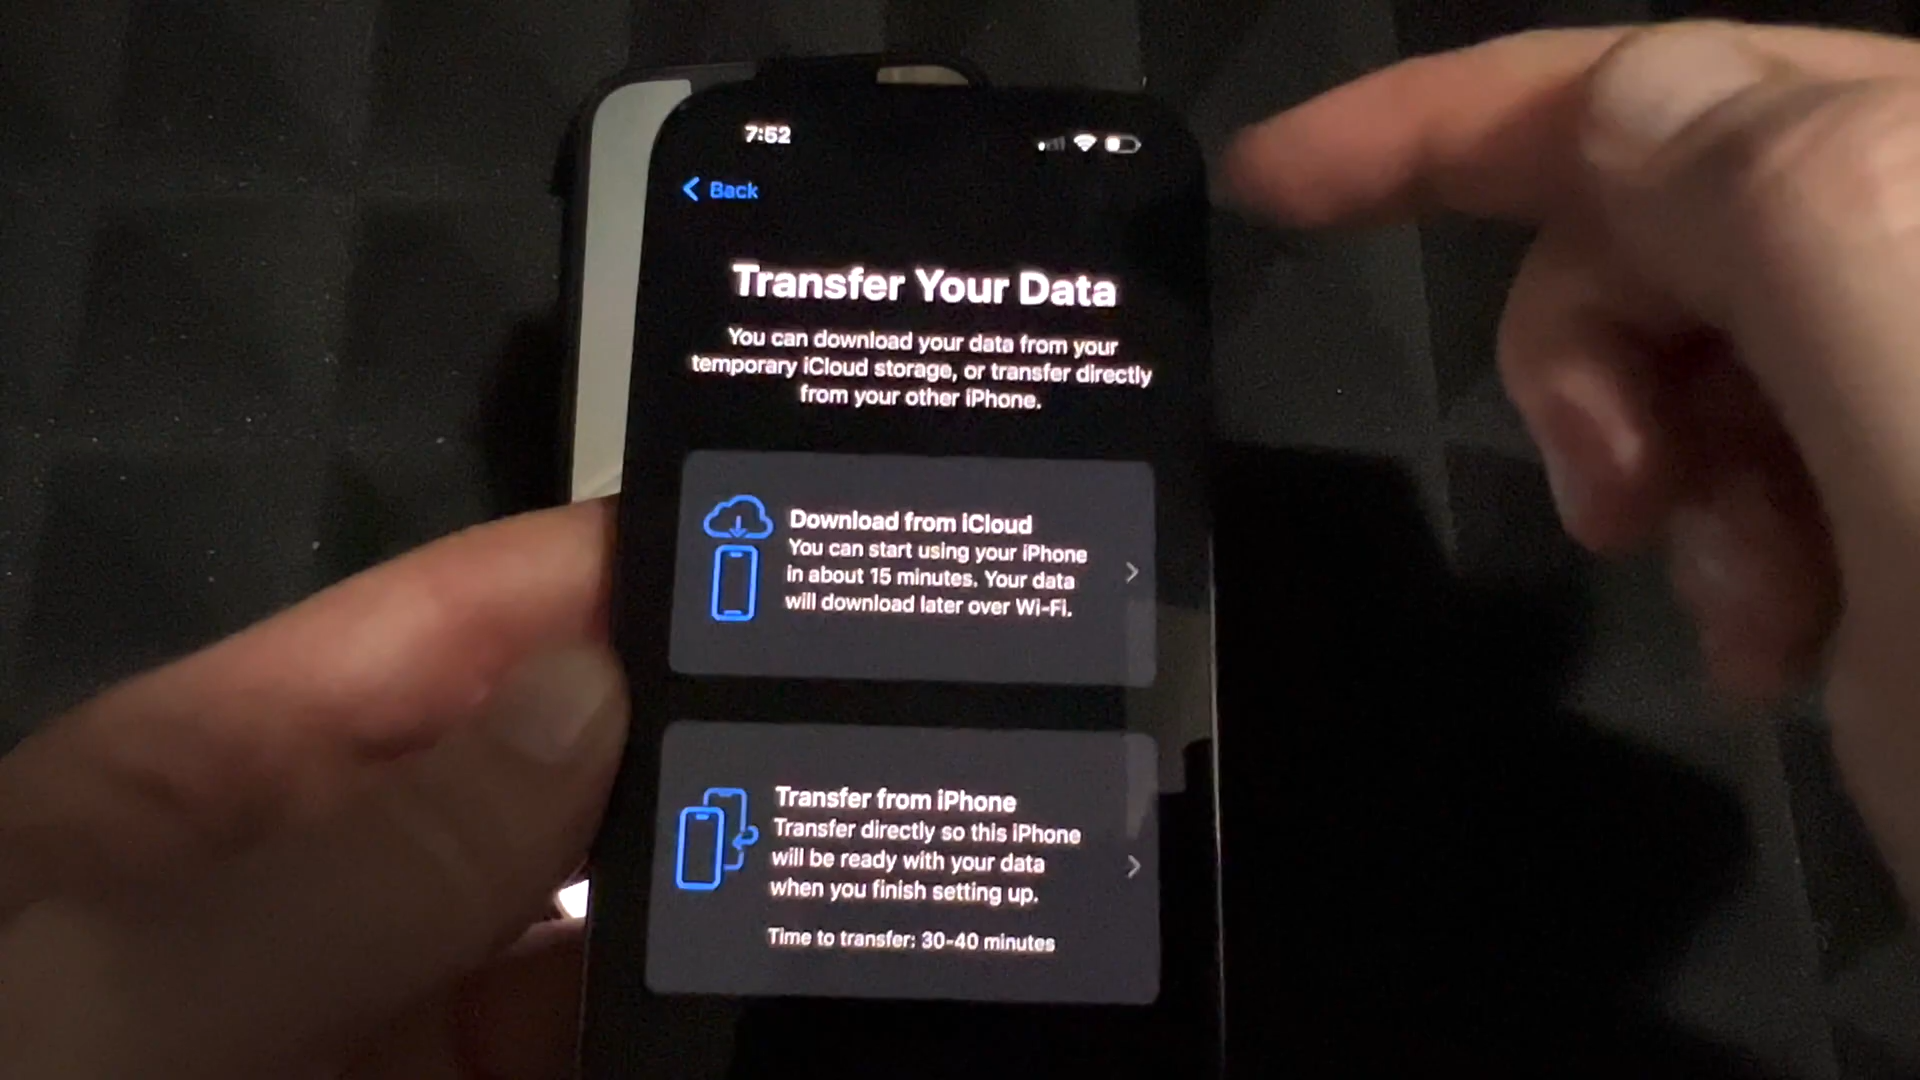 7:52
Back
Transfer Your Data
You can download your data from your
temporary iCloud storage, or transfer directly
from your other iPhone.
Download from iCloud
You can start using your iPhone
in about 15 minutes. Your data
will download later over Wi-Fi.
Transfer from iPhone
Transfer directly so this iPhone
will be ready with your data
when you finish setting up.
Time to transfer: 30-40 minutes